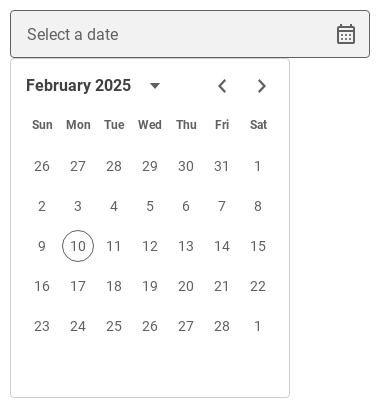 Select a date
February 2025
Sun Mon Tue Wed Thu Fri Sat
26 27 28 29 30 31 1
2 3 4 5 6 7 8
9 10 11 12 13 14 15
16 17 18 19 20 21 22
23 24 25 26 27 28 1